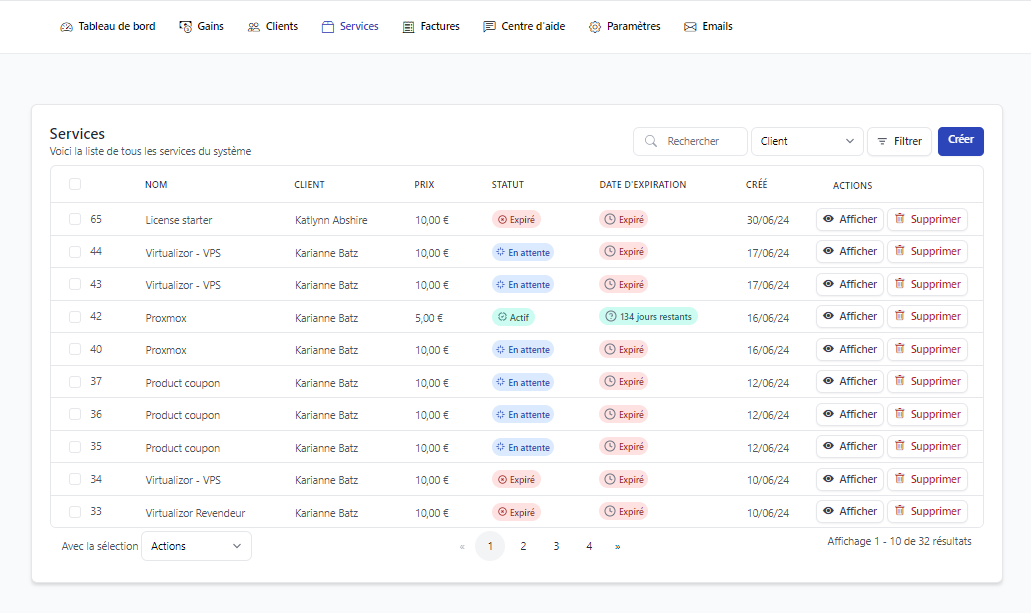 Tableau de bord Gains Clients Services Factures Centre d'aide Paramètres Emails
Services
Voici la liste de tous les services du système
Rechercher Client Filtrer Créer
NOM CLIENT PRIX STATUT DATE D'EXPIRATION CRÉÉ ACTIONS
65 License starter Katlynn Abshire 10,00 € Expiré Expiré 30/06/24 Afficher Supprimer
44 Virtualizor - VPS Karianne Batz 10,00 € En attente Expiré 17/06/24 Afficher Supprimer
43 Virtualizor - VPS Karianne Batz 10,00 € En attente Expiré 17/06/24 Afficher Supprimer
42 Proxmox Karianne Batz 5,00 € Actif 134 jours restants 16/06/24 Afficher Supprimer
40 Proxmox Karianne Batz 10,00 € En attente Expiré 16/06/24 Afficher Supprimer
37 Product coupon Karianne Batz 10,00 € En attente Expiré 12/06/24 Afficher Supprimer
36 Product coupon Karianne Batz 10,00 € En attente Expiré 12/06/24 Afficher Supprimer
35 Product coupon Karianne Batz 10,00 € En attente Expiré 12/06/24 Afficher Supprimer
34 Virtualizor - VPS Karianne Batz 10,00 € Expiré Expiré 10/06/24 Afficher Supprimer
33 Virtualizor Revendeur Karianne Batz 10,00 € Expiré Expiré 10/06/24 Afficher Supprimer
Avec la sélection Actions « 1 2 3 4 » Affichage 1 - 10 de 32 résultats